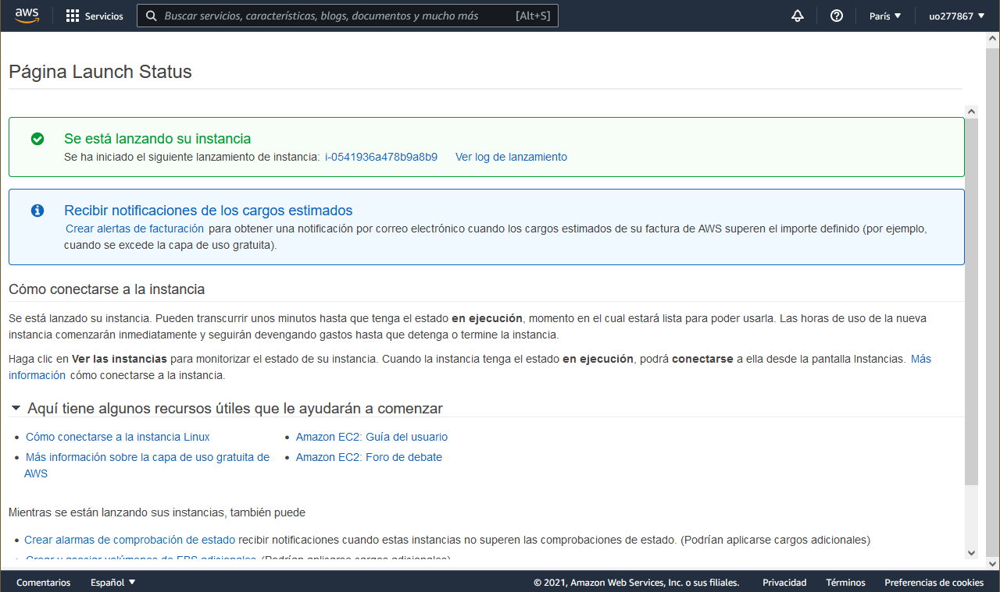 aws
Servicios
Buscar servicios, características, blogs, documentos y mucho más [Alt+S]
París
uo277867
Página Launch Status
Se está lanzando su instancia
Se ha iniciado el siguiente lanzamiento de instancia: i-0541936a478b9a8b9 Ver log de lanzamiento
Recibir notificaciones de los cargos estimados
Crear alertas de facturación para obtener una notificación por correo electrónico cuando los cargos estimados de su factura de AWS superen el importe definido (por ejemplo,
cuando se excede la capa de uso gratuita).
Cómo conectarse a la instancia
Se está lanzado su instancia. Pueden transcurrir unos minutos hasta que tenga el estado en ejecución, momento en el cual estará lista para poder usarla. Las horas de uso de la nueva
instancia comenzarán inmediatamente y seguirán devengando gastos hasta que detenga o termine la instancia.
Haga clic en Ver las instancias para monitorizar el estado de su instancia. Cuando la instancia tenga el estado en ejecución, podrá conectarse a ella desde la pantalla Instancias. Más
información cómo conectarse a la instancia.
Aquí tiene algunos recursos útiles que le ayudarán a comenzar
• Cómo conectarse a la instancia Linux
• Más información sobre la capa de uso gratuita de
AWS
• Amazon EC2: Guía del usuario
• Amazon EC2: Foro de debate
Mientras se están lanzando sus instancias, también puede
• Crear alarmas de comprobación de estado recibir notificaciones cuando estas instancias no superen las comprobaciones de estado. (Podrían aplicarse cargos adicionales)
• Crear y asociar volúmenes de EBS adicionales (Podrían aplicarse cargos adicionales)
Comentarios
Español
© 2021, Amazon Web Services, Inc. o sus filiales.
Privacidad
Términos
Preferencias de cookies